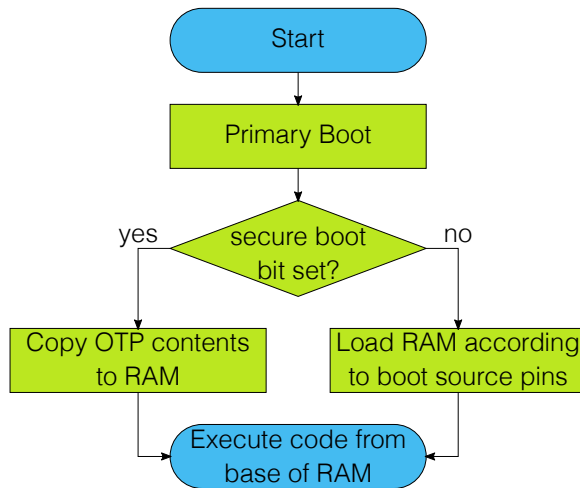 Start
Primary Boot
yes
secure boot
bit set?
no
Copy OTP contents
to RAM
Load RAM according
to boot source pins
Execute code from
base of RAM